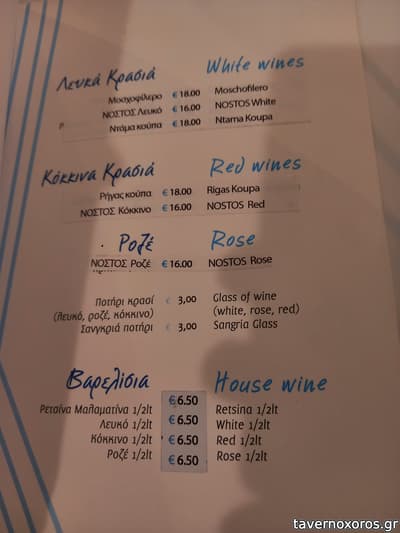 Λευκά Κρασιά White wines
Μοσχοφίλερο € 18.00 Moschofilero
ΝΟΣΤΟΣ Λευκό € 16.00 NOSTOS White
Ντάμα κούπα € 18.00 Ntama Koupa
Κόκκινα Κρασιά Red wines
Ρήγας κούπα € 18.00 Rigas Koupa
ΝΟΣΤΟΣ Κόκκινο € 16.00 NOSTOS Red
Ροζέ Rose
ΝΟΣΤΟΣ Ροζέ € 16.00 NOSTOS Rose
Ποτήρι κρασί € 3,00 Glass of wine
(λευκό, ροζέ, κόκκινο) (white, rose, red)
Σανγκριά ποτήρι € 3,00 Sangria Glass
Βαρελίσια House wine
Ρετσίνα Μαλαματίνα 1/2lt €6.50 Retsina 1/2lt
Λευκό 1/2lt €6.50 White 1/2lt
Κόκκινο 1/2lt €6.50 Red 1/2lt
Ροζέ 1/2lt €6.50 Rose 1/2lt
tavernoxoros.gr